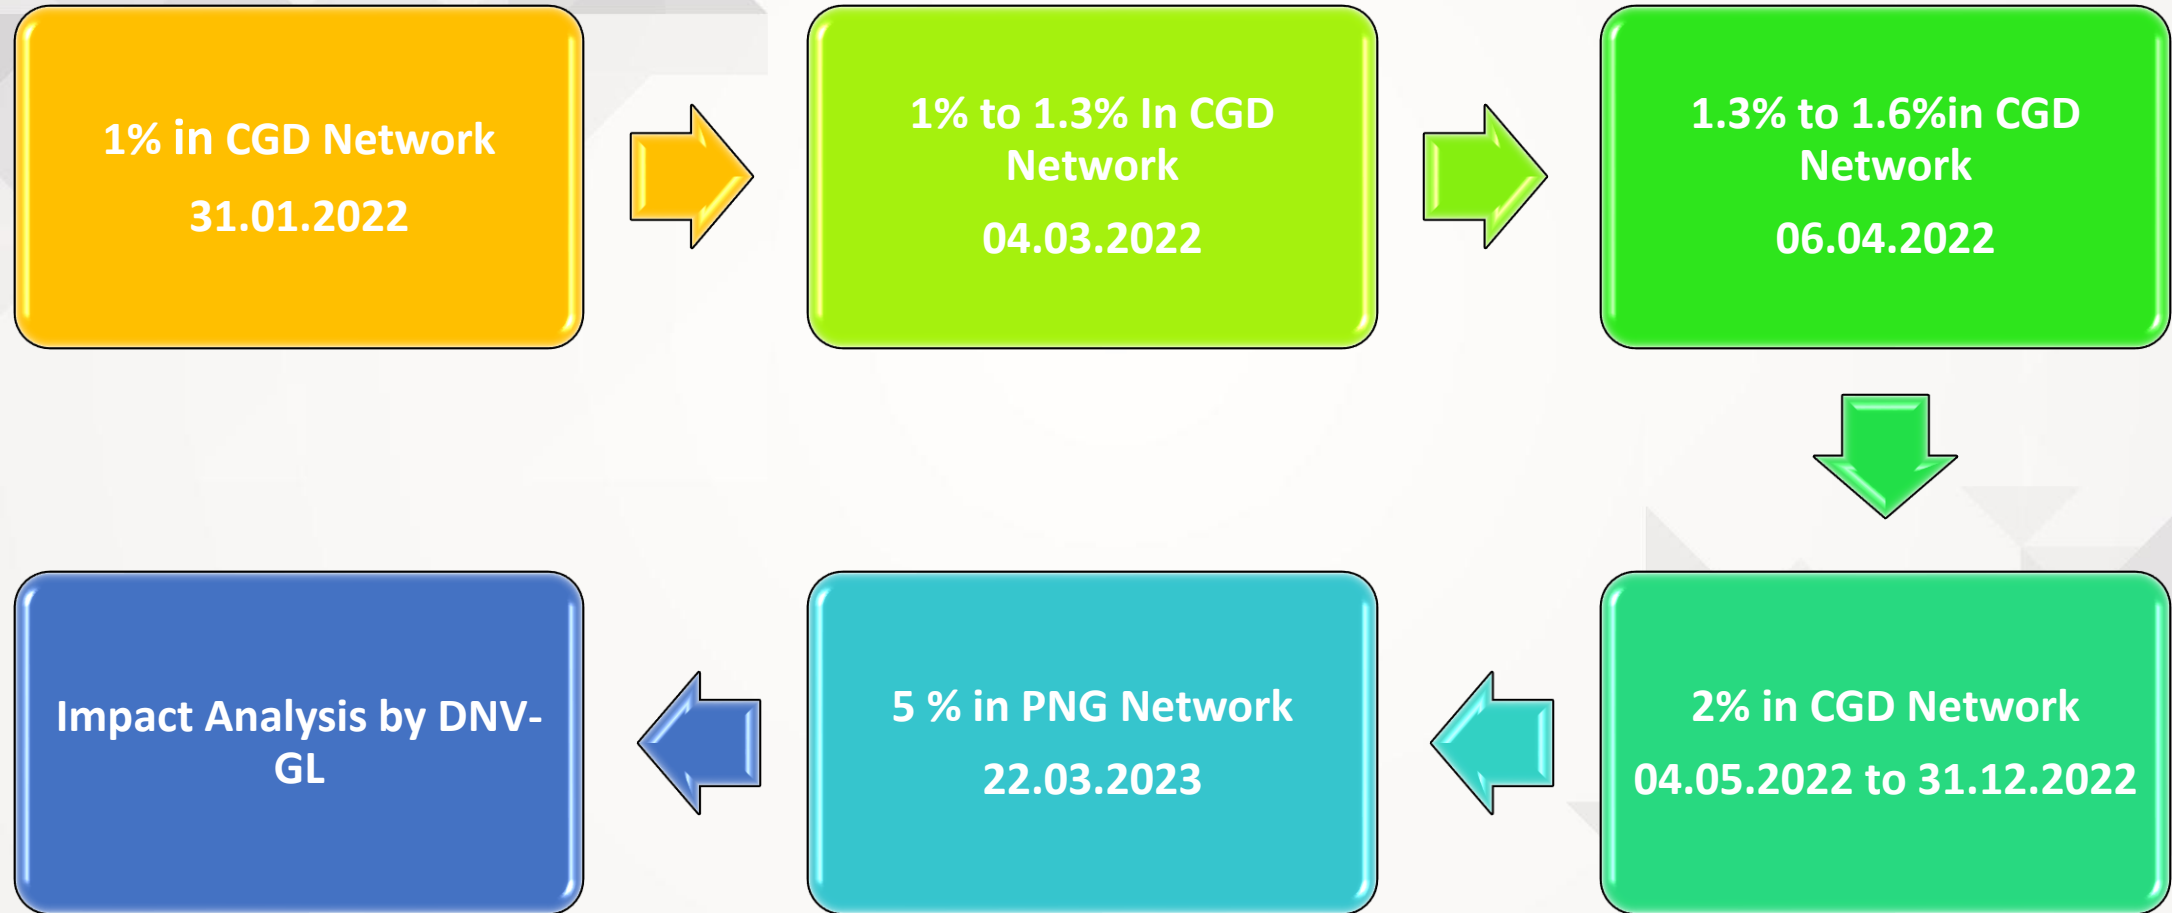 1% in CGD Network
31.01.2022
1% to 1.3% In CGD
Network
04.03.2022
1.3% to 1.6%in CGD
Network
06.04.2022
2% in CGD Network
04.05.2022 to 31.12.2022
5 % in PNG Network
22.03.2023
Impact Analysis by DNV-
GL